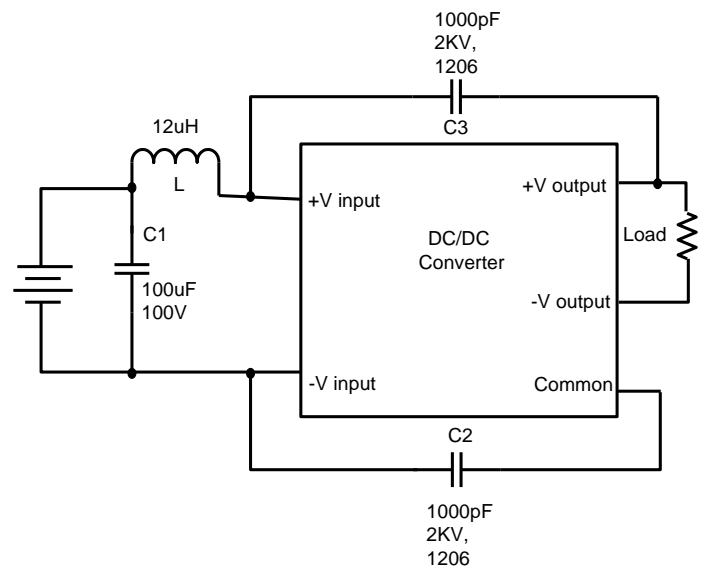 1000pF
2KV,
1206
C3
12uH
L
+V input
+V output
C1
DC/DC
Converter
Load
100uF
100V
-V output
-V input
Common
C2
1000pF
2KV,
1206